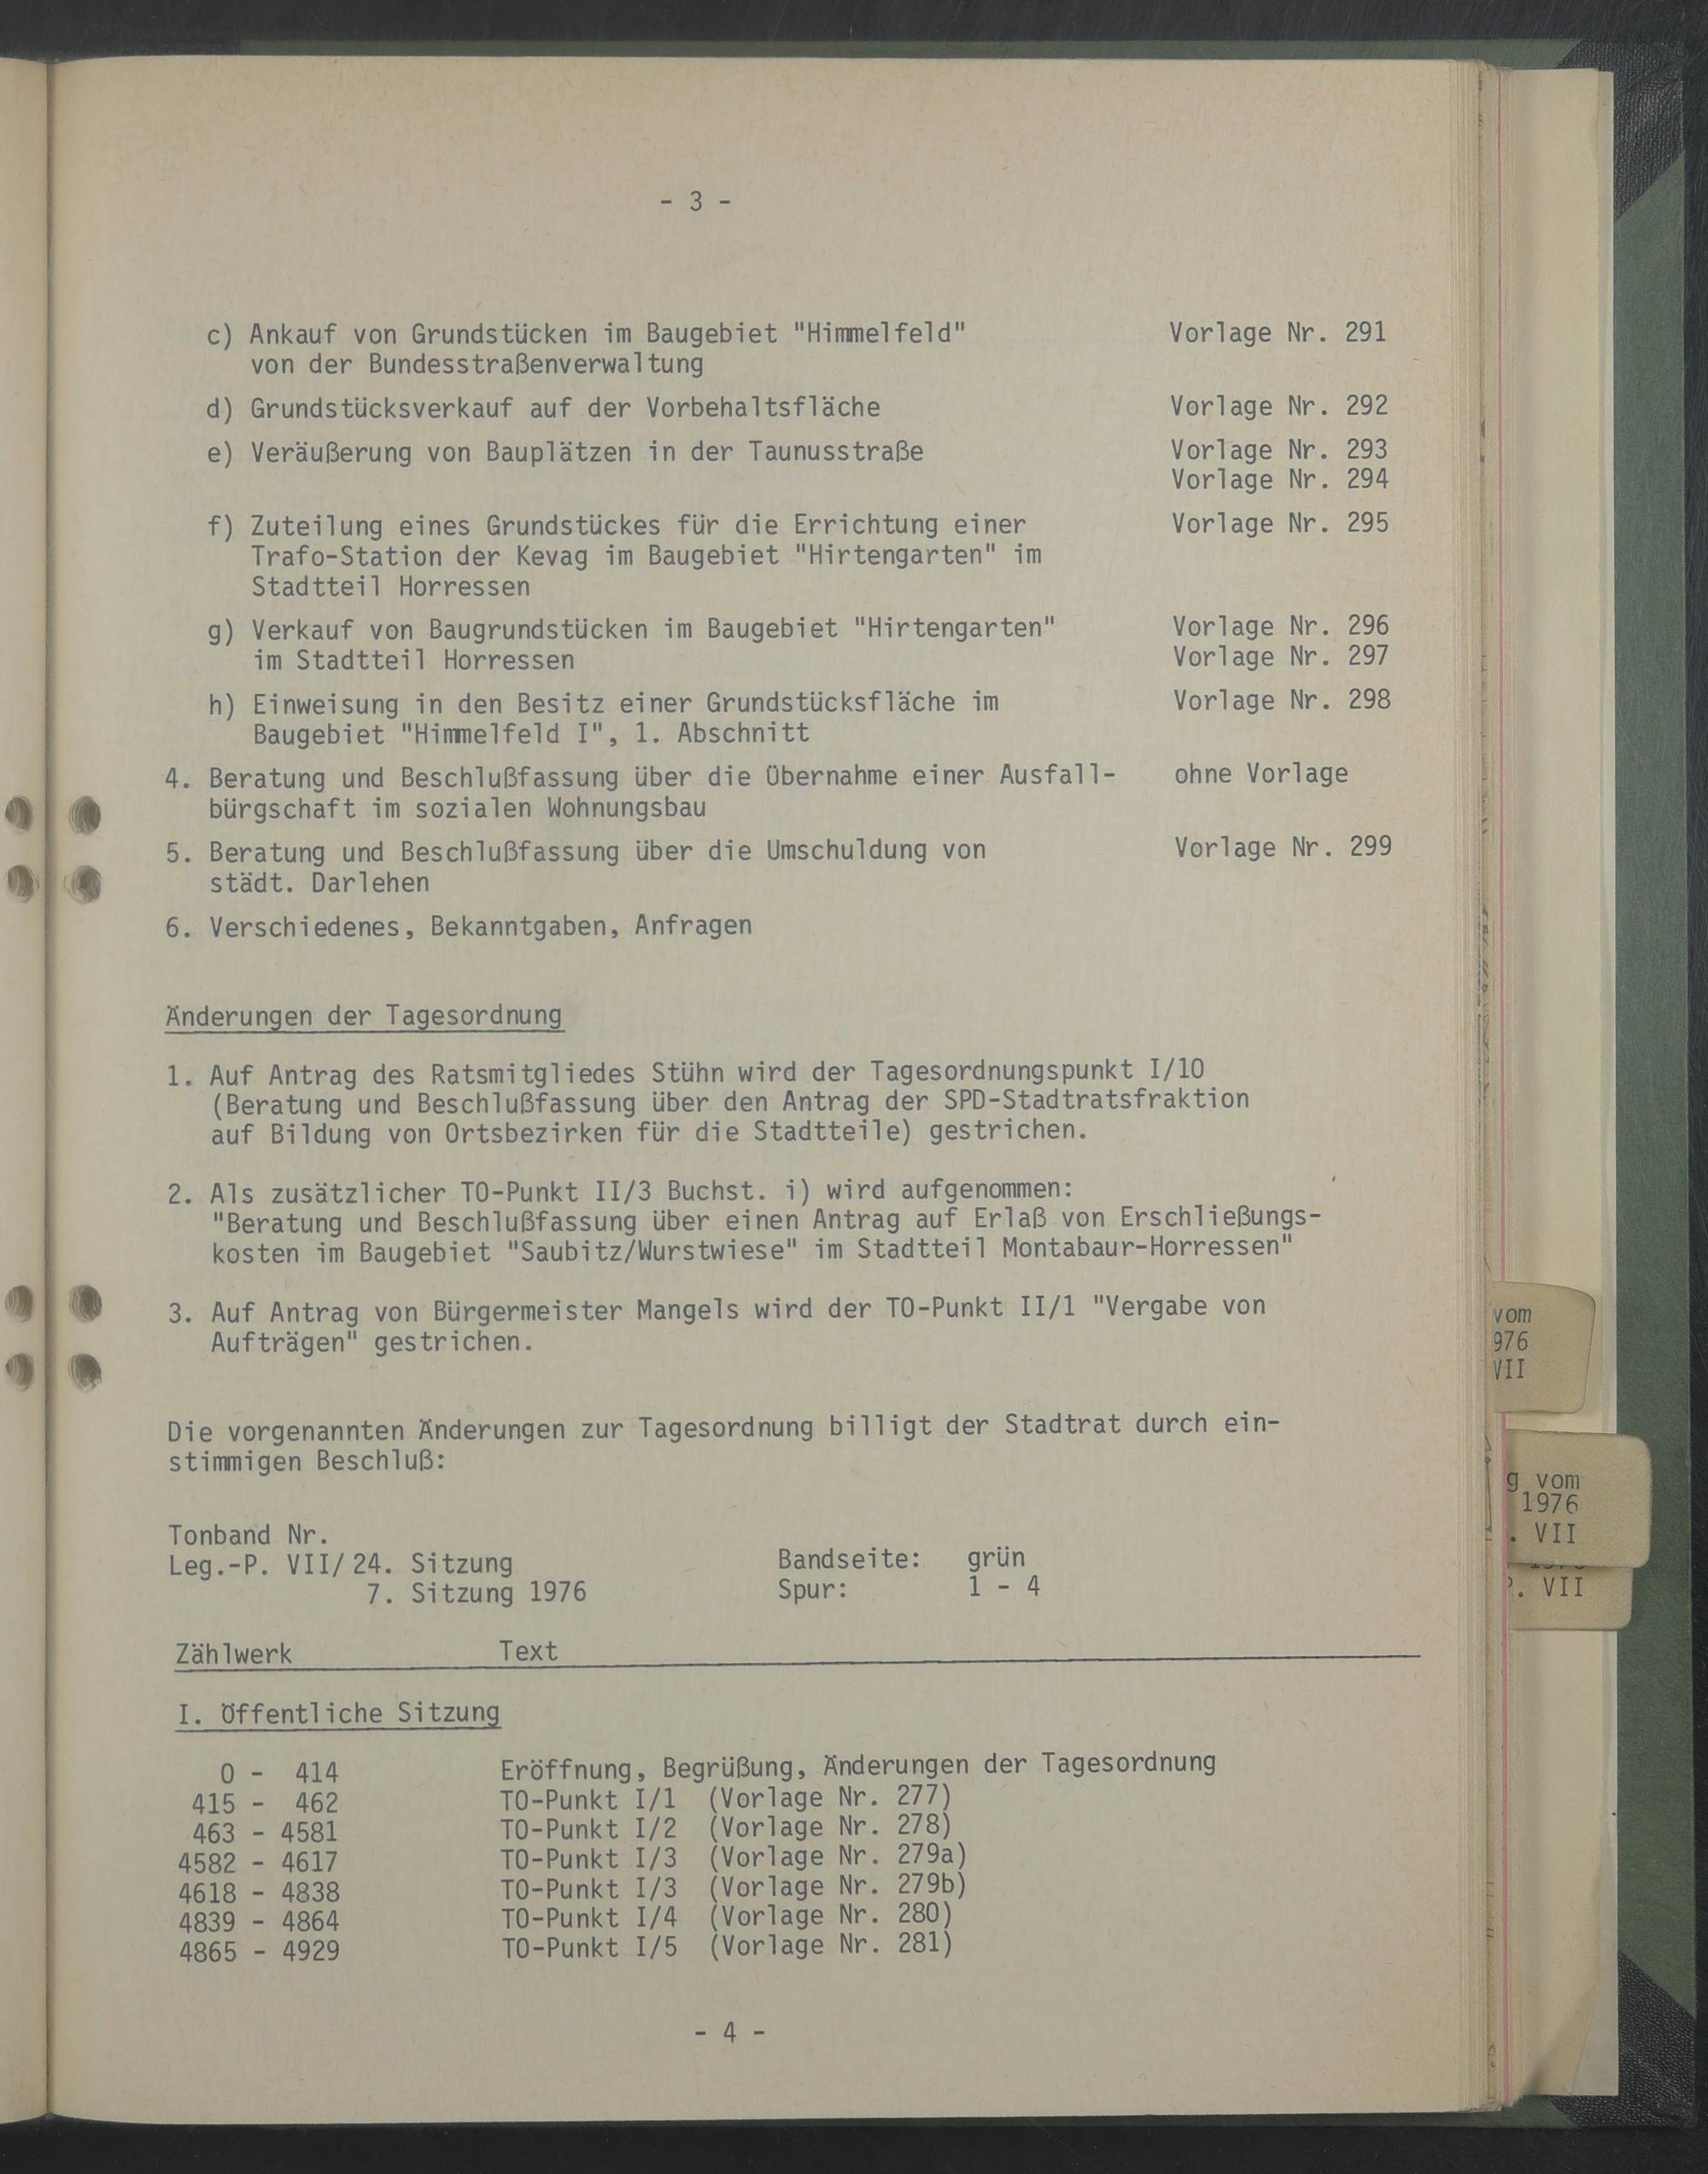 - 3 -
c) Ankauf von Grundstücken im Baugebiet "Himmelfeld" Vorlage Nr. 291
von der Bundesstraßenverwaltung
d) Grundstücksverkauf auf der Vorbehaltsfläche Vorlage Nr. 292
e) Veräußerung von Bauplätzen in der Taunusstraße Vorlage Nr. 293
Vorlage Nr. 294
f) Zuteilung eines Grundstückes für die Errichtung einer Vorlage Nr. 295
Trafo-Station der Kevag im Baugebiet "Hirtengarten" im
Stadtteil Horressen
g) Verkauf von Baugrundstücken im Baugebiet "Hirtengarten" Vorlage Nr. 296
im Stadtteil Horressen Vorlage Nr. 297
h) Einweisung in den Besitz einer Grundstücksfläche im Vorlage Nr. 298
Baugebiet "Himmelfeld I", 1. Abschnitt
4. Beratung und Beschlußfassung über die Übernahme einer Ausfall- ohne Vorlage
bürgschaft im sozialen Wohnungsbau
5. Beratung und Beschlußfassung über die Umschuldung von Vorlage Nr. 299
städt. Darlehen
6. Verschiedenes, Bekanntgaben, Anfragen
Änderungen der Tagesordnung
1. Auf Antrag des Ratsmitgliedes Stühn wird der Tagesordnungspunkt I/10
(Beratung und Beschlußfassung über den Antrag der SPD-Stadtratsfraktion
auf Bildung von Ortsbezirken für die Stadtteile) gestrichen.
2. Als zusätzlicher TO-Punkt II/3 Buchst. i) wird aufgenommen:
"Beratung und Beschlußfassung über einen Antrag auf Erlaß von Erschließungs-
kosten im Baugebiet "Saubitz/Wurstwiese" im Stadtteil Montabaur-Horressen"
3. Auf Antrag von Bürgermeister Mangels wird der TO-Punkt II/1 "Vergabe von
Aufträgen" gestrichen.
Die vorgenannten Änderungen zur Tagesordnung billigt der Stadtrat durch ein-
stimmigen Beschluß:
Tonband Nr.
Leg.-P. VII/ 24. Sitzung Bandseite: grün
7. Sitzung 1976 Spur: 1 - 4
Zählwerk Text
I. Öffentliche Sitzung
0 - 414 Eröffnung, Begrüßung, Änderungen der Tagesordnung
415 - 462 TO-Punkt I/1 (Vorlage Nr. 277)
463 - 4581 TO-Punkt I/2 (Vorlage Nr. 278)
4582 - 4617 TO-Punkt I/3 (Vorlage Nr. 279a)
4618 - 4838 TO-Punkt I/3 (Vorlage Nr. 279b)
4839 - 4864 TO-Punkt I/4 (Vorlage Nr. 280)
4865 - 4929 TO-Punkt I/5 (Vorlage Nr. 281)
- 4 -
vom
976
VII
g vom
1976
. VII
. VII